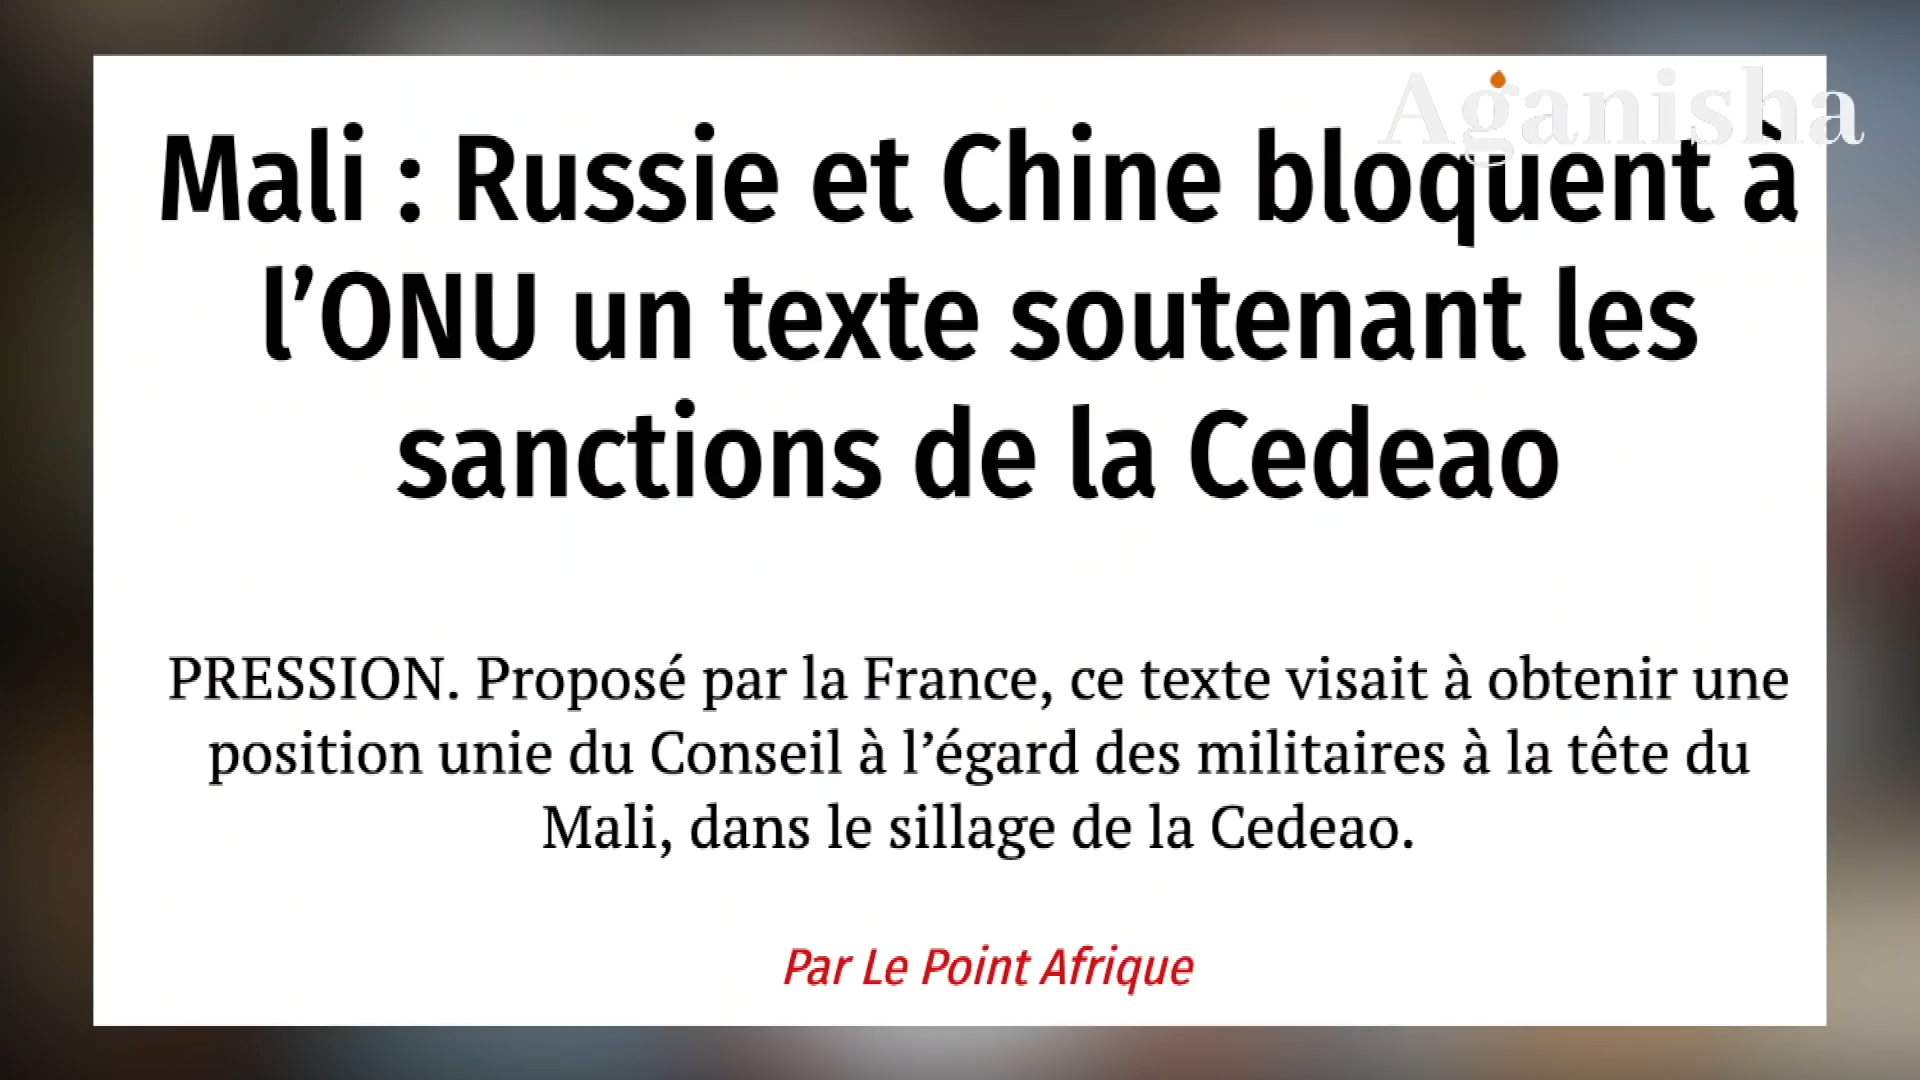 Aganisha
Mali : Russie et Chine bloquent à
l’ONU un texte soutenant les
sanctions de la Cedeao
PRESSION. Proposé par la France, ce texte visait à obtenir une
position unie du Conseil à l’égard des militaires à la tête du
Mali, dans le sillage de la Cedeao.
Par Le Point Afrique